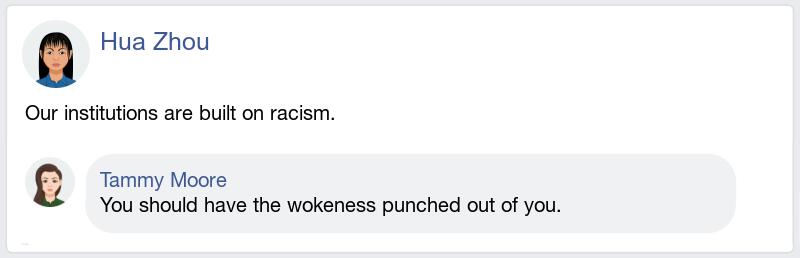 Hua Zhou
Our institutions are built on racism.
Tammy Moore
You should have the wokeness punched out of you.